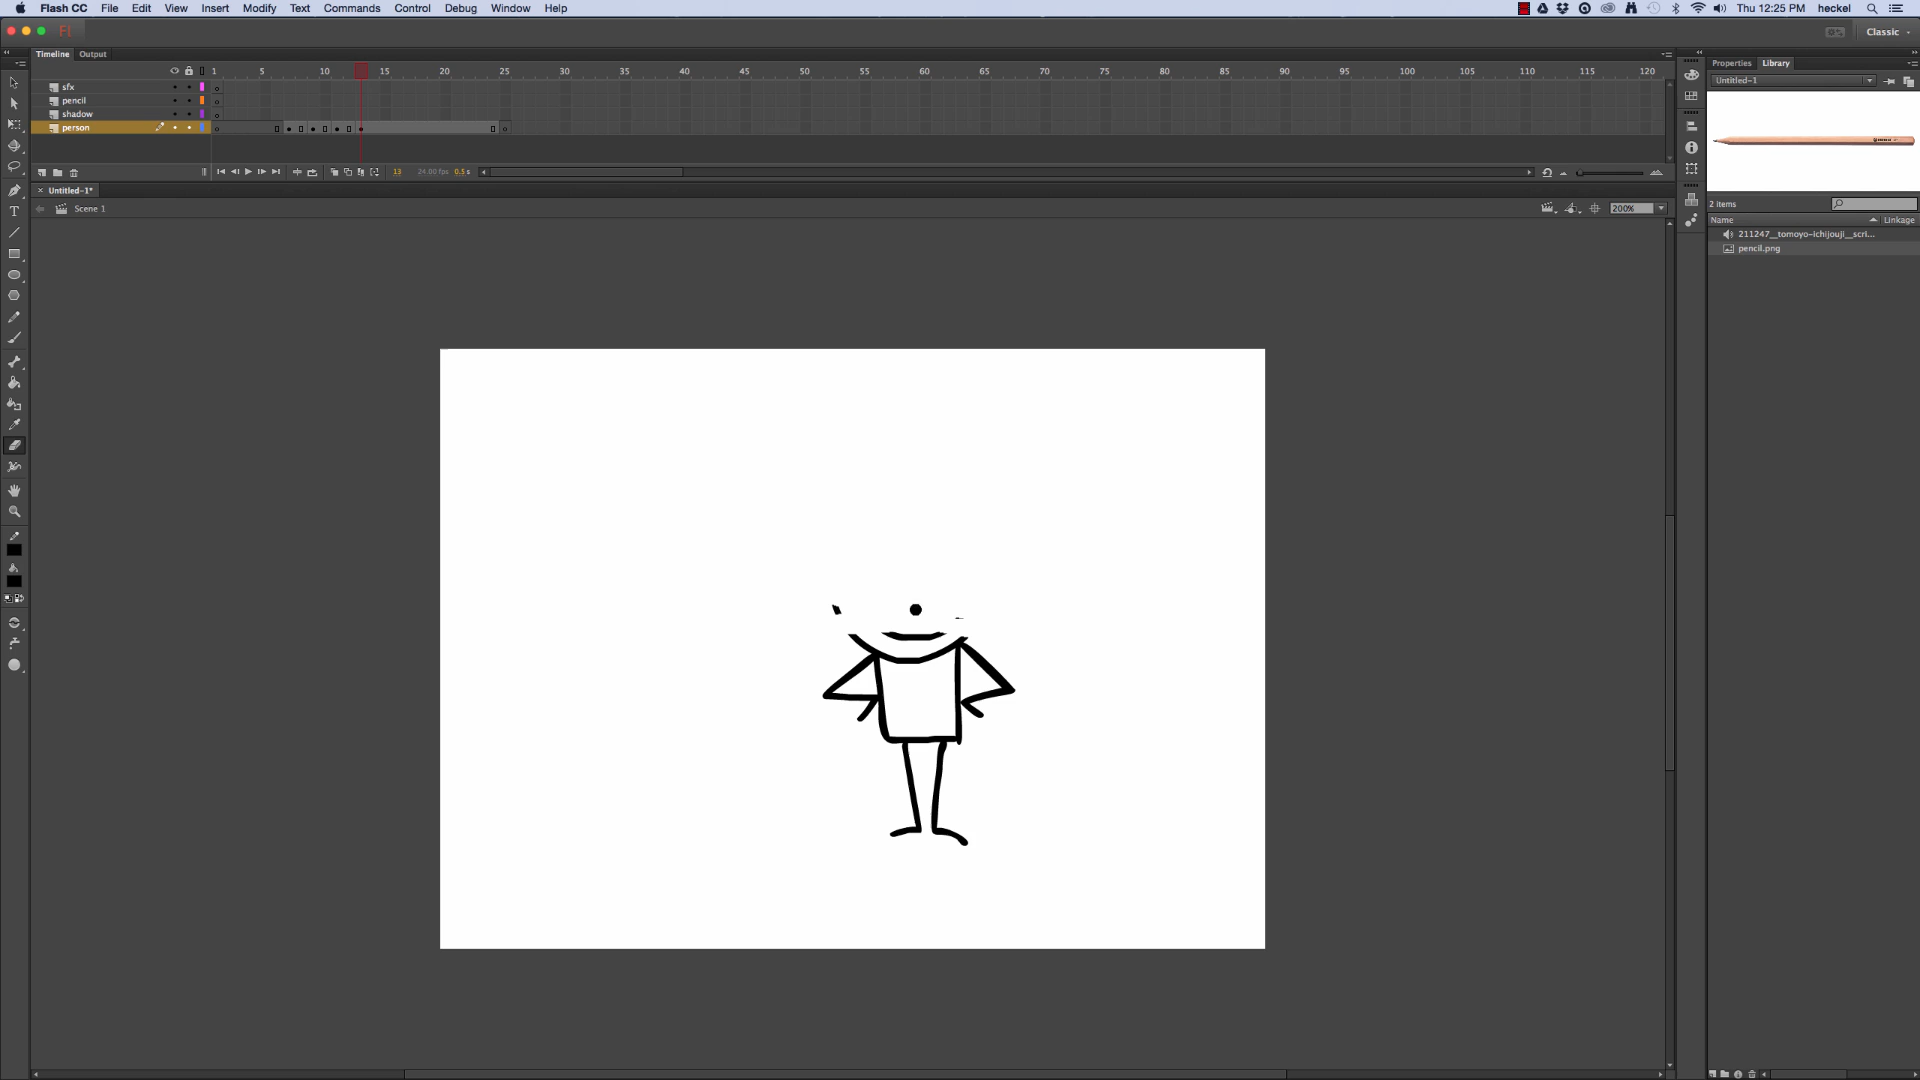 Flash CC File Edit View Insert Modify Text Commands Control Debug Window Help Thu 12:25 PM heckel
Fl Classic
Timeline Output
1 5 10 15 20 25 30 35 40 45 50 55 60 65 70 75 80 85 90 95 100 105 110 115 120
sfx
pencil
shadow
person
13 24.00 fps 0.5 s
Untitled-1*
Scene 1
200%
Properties Library
Untitled-1
2 items
Name Linkage
211247__tomoyo-ichijouji__scri...
pencil.png